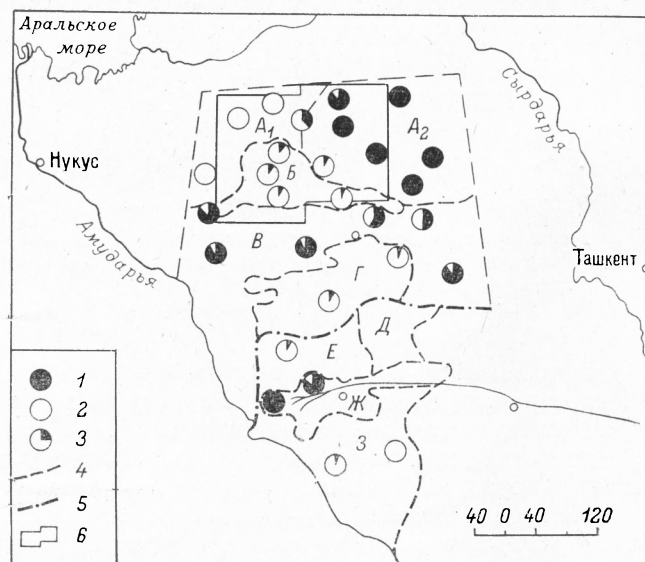 Аральское
море
Сырдарья
А1
А2
Нукус
Б
Амударья
В
Ташкент
Г
Д
Е
Ж
З
1
2
3
4
5
6
40 0 40 120